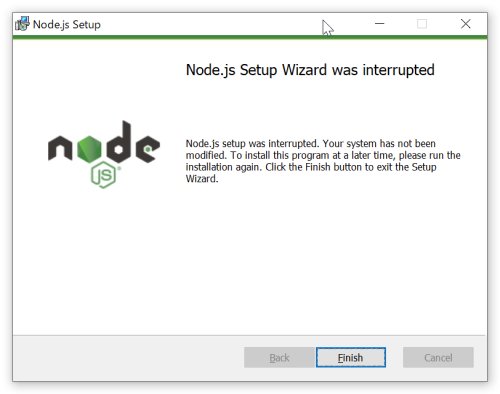 Node.js Setup
Node.js Setup Wizard was interrupted
node
JS
Node.js setup was interrupted. Your system has not been
modified. To install this program at a later time, please run the
installation again. Click the Finish button to exit the Setup
Wizard.
Back
Finish
Cancel